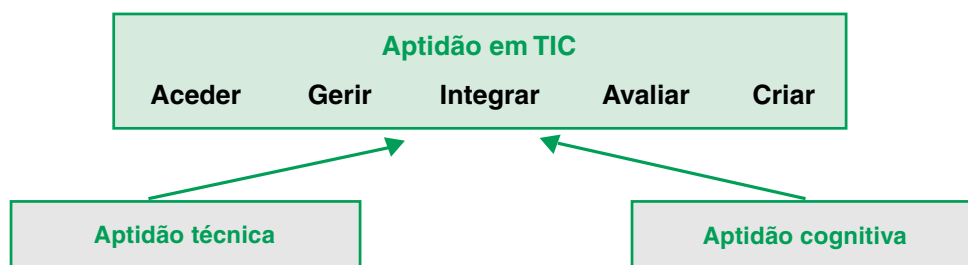 Aptidão em TIC
Aceder Gerir Integrar Avaliar Criar
Aptidão técnica Aptidão cognitiva